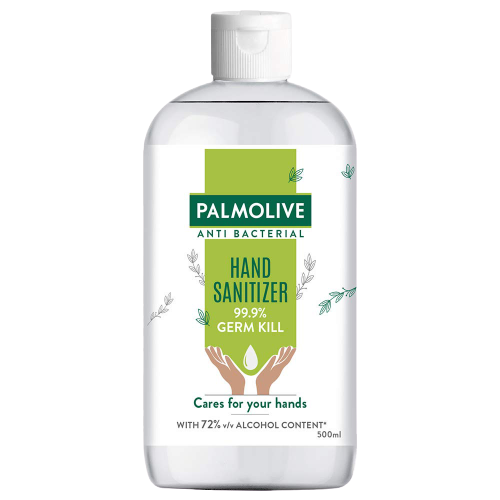 PALMOLIVE
ANTI BACTERIAL
HAND
SANITIZER
99.9%
GERM KILL
Cares for your hands
WITH 72% v/v ALCOHOL CONTENT*
500ml